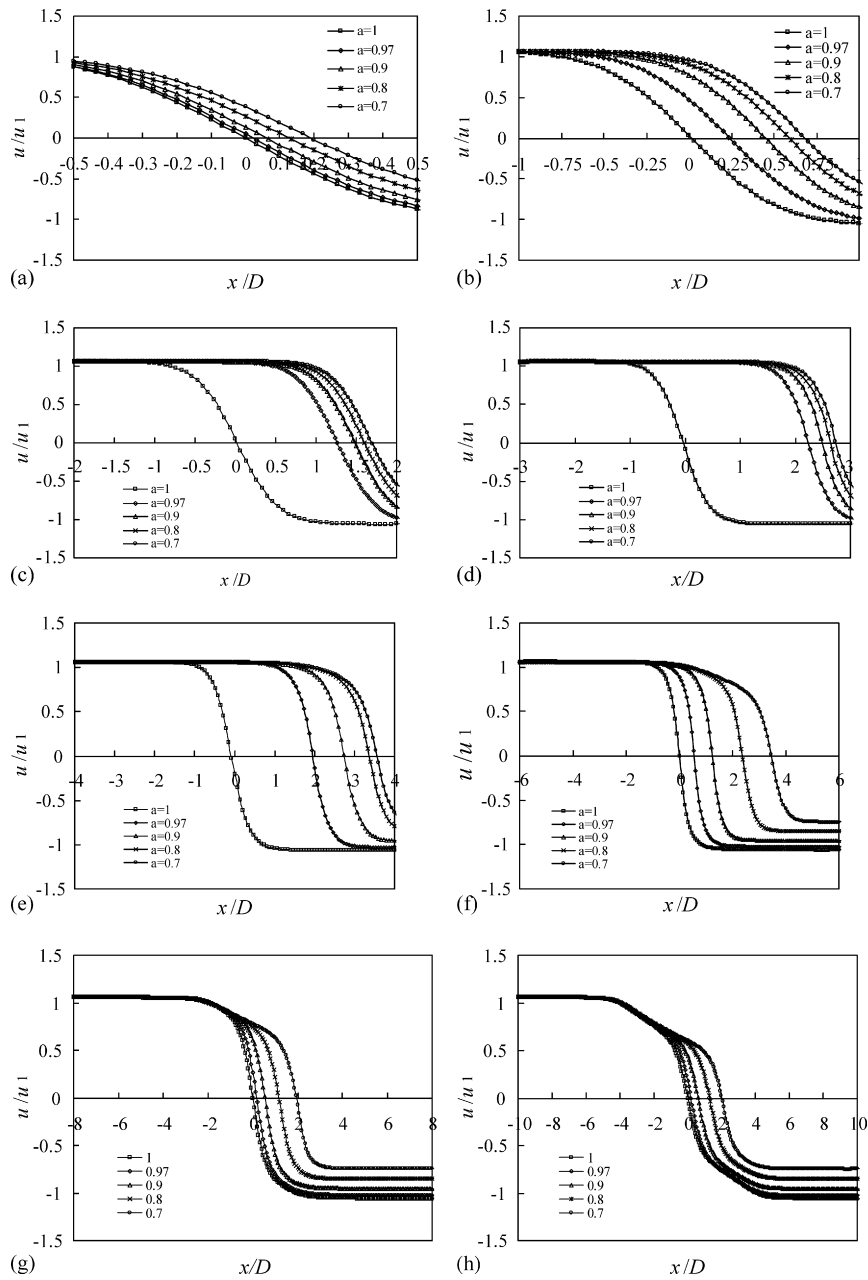 1.5
1
0.5
0
-0.5
-1
-1.5
u/u1
a=1
a=0.97
a=0.9
a=0.8
a=0.7
-0.5 -0.4 -0.3 -0.2 -0.1 0 0.1 0.2 0.3 0.4 0.5
(a)
x/D
1.5
1
0.5
0
-0.5
-1
-1.5
u/u1
a=1
a=0.97
a=0.9
a=0.8
a=0.7
-1 -0.75 -0.5 -0.25 0 0.25 0.5 0.75 1
(b)
x/D
1.5
1
0.5
0
-0.5
-1
-1.5
u/u1
-2 -1.5 -1 -0.5 0 0.5 1 1.5 2
a=1
a=0.97
a=0.9
a=0.8
a=0.7
(c)
x/D
1.5
1
0.5
0
-0.5
-1
-1.5
u/u1
-3 -2 -1 0 1 2 3
a=1
a=0.97
a=0.9
a=0.8
a=0.7
(d)
x/D
1.5
1
0.5
0
-0.5
-1
-1.5
u/u1
-4 -3 -2 -1 0 1 2 3 4
a=1
a=0.97
a=0.9
a=0.8
a=0.7
(e)
x/D
1.5
1
0.5
0
-0.5
-1
-1.5
u/u1
-6 -4 -2 0 2 4 6
a=1
a=0.97
a=0.9
a=0.8
a=0.7
(f)
x/D
1.5
1
0.5
0
-0.5
-1
-1.5
u/u1
-8 -6 -4 -2 0 2 4 6 8
1
0.97
0.9
0.8
0.7
(g)
x/D
1.5
1
0.5
0
-0.5
-1
-1.5
u/u1
-10 -8 -6 -4 -2 0 2 4 6 8 10
1
0.97
0.9
0.8
0.7
(h)
x/D